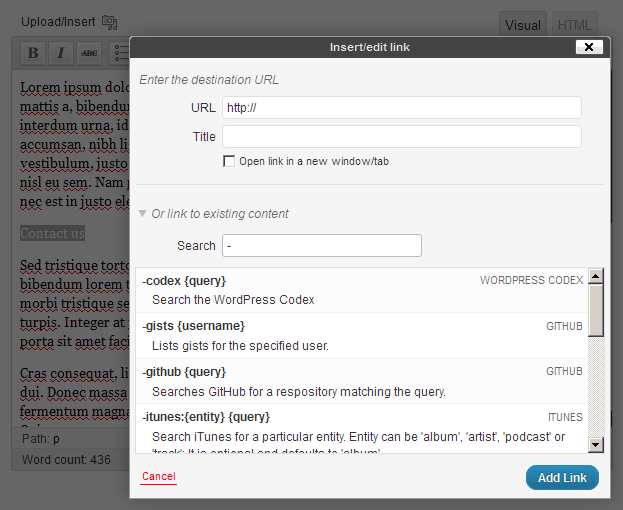 Upload/Insert
Visual
HTML
B I ABC
Insert/edit link
Enter the destination URL
URL http://
Title
Open link in a new window/tab
Or link to existing content
Search -
-codex {query} WORDPRESS CODEX
Search the WordPress Codex
-gists {username} GITHUB
Lists gists for the specified user.
-github {query} GITHUB
Searches GitHub for a respository matching the query.
-itunes:{entity} {query} ITUNES
Search iTunes for a particular entity. Entity can be 'album', 'artist', 'podcast' or
'track'. It is optional and defaults to 'album'.
Cancel
Add Link
Lorem ipsum dolo
mattis a, bibendu
interdum urna, id
accumsan, nibh li
vestibulum, justo
nisl eu sem. Nam p
nec est in justo ele
Contact us
Sed tristique torto
bibendum lorem t
morbi tristique se
turpis. Integer at
porta sit amet faci
Cras consequat, li
dui. Donec massa
fermentum magna
Path: p
Word count: 436